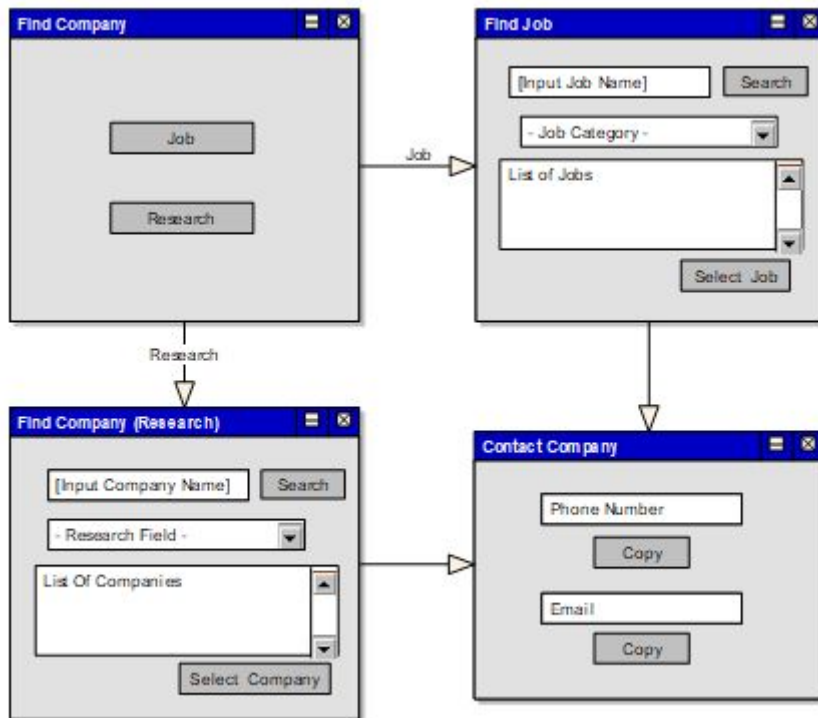 Find Company
Job
Research
Job
Find Job
[Input Job Name]
Search
- Job Category -
List of Jobs
Select Job
Research
Find Company (Research)
[Input Company Name]
Search
- Research Field -
List Of Companies
Select Company
Contact Company
Phone Number
Copy
Email
Copy